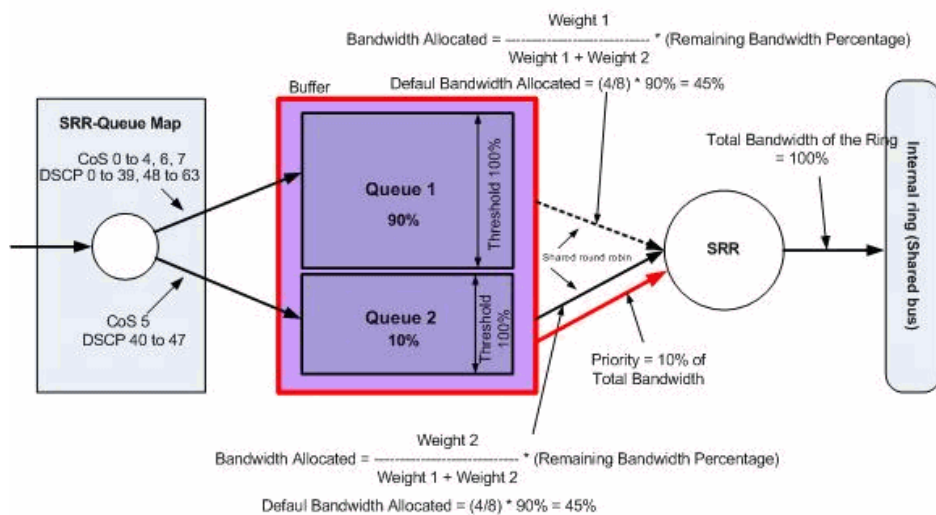 Weight 1
Bandwidth Allocated = ---------------------------- * (Remaining Bandwidth Percentage)
Weight 1 + Weight 2
Defaul Bandwidth Allocated = (4/8) * 90% = 45%
Buffer
SRR-Queue Map
CoS 0 to 4, 6, 7
DSCP 0 to 39, 48 to 63
CoS 5
DSCP 40 to 47
Queue 1
90%
Threshold 100%
Queue 2
10%
Threshold
100%
Shared round robin
SRR
Priority = 10% of
Total Bandwidth
Total Bandwidth of the Ring
= 100%
Internal ring (Shared bus)
Weight 2
Bandwidth Allocated = ---------------------------- * (Remaining Bandwidth Percentage)
Weight 1 + Weight 2
Defaul Bandwidth Allocated = (4/8) * 90% = 45%